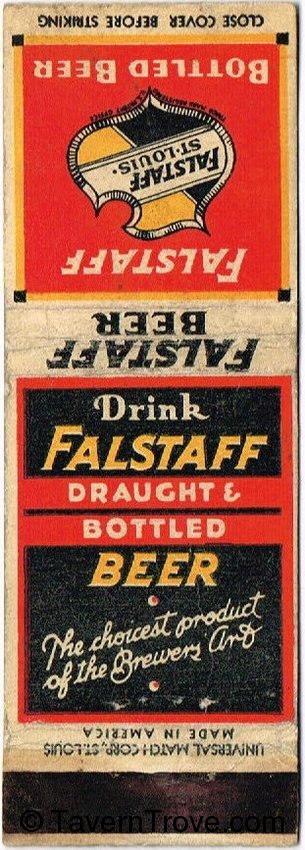 CLOSE COVER BEFORE STRIKING
FALSTAFF
FALSTAFF
·ST. LOUIS·
BOTTLED BEER
FALSTAFF
BEER
Drink
FALSTAFF
DRAUGHT &
BOTTLED
BEER
The choicest product
of the Brewers' Art
MADE IN AMERICA
UNIVERSAL MATCH CORP., ST. LOUIS
© TavernTrove.com